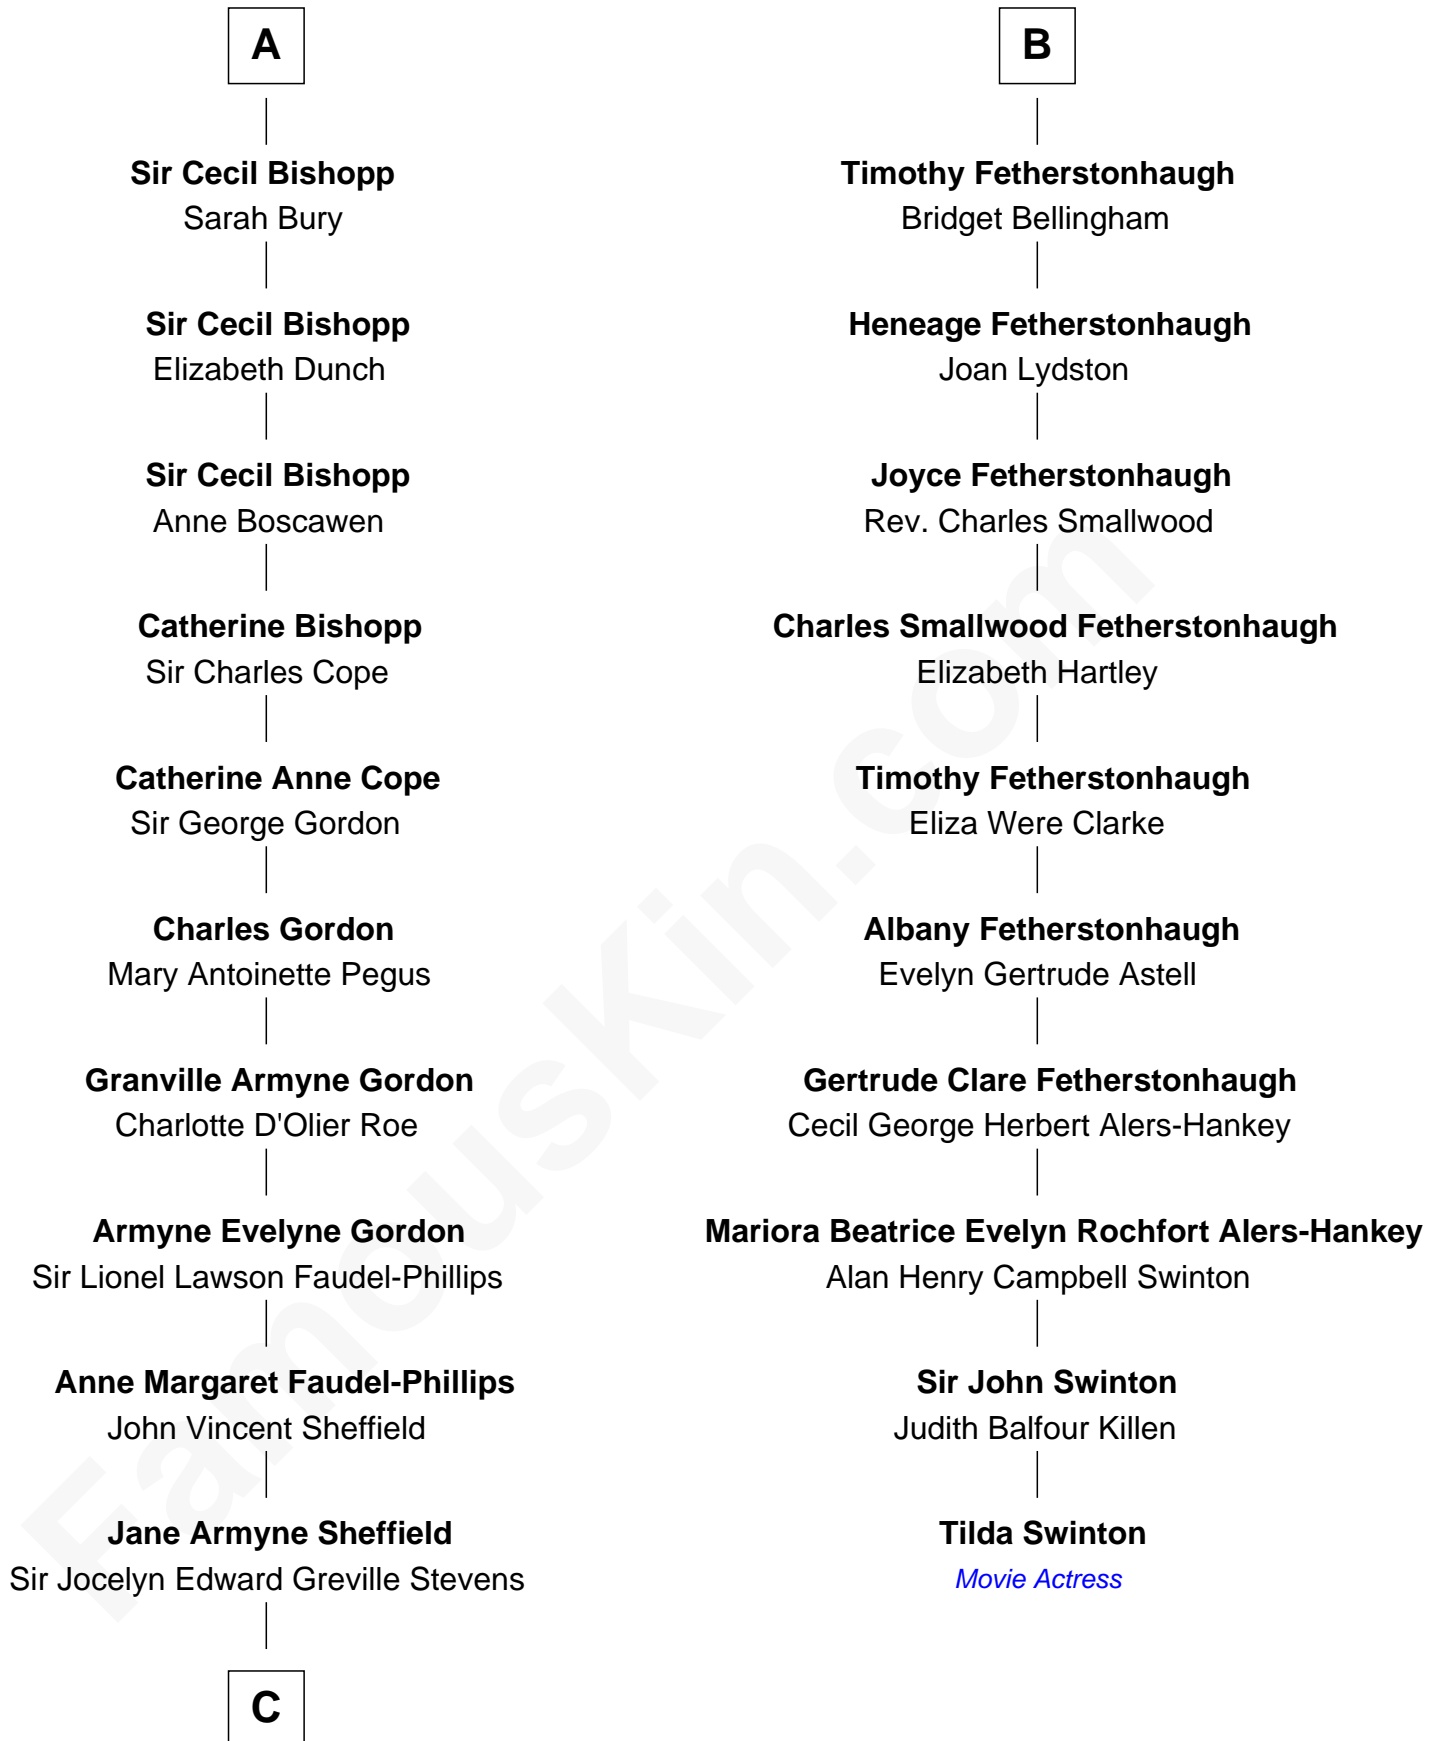 A
Sir Cecil Bishopp
Sarah Bury
Sir Cecil Bishopp
Elizabeth Dunch
Sir Cecil Bishopp
Anne Boscawen
Catherine Bishopp
Sir Charles Cope
Catherine Anne Cope
Sir George Gordon
Charles Gordon
Mary Antoinette Pegus
Granville Armyne Gordon
Charlotte D'Olier Roe
Armyne Evelyne Gordon
Sir Lionel Lawson Faudel-Phillips
Anne Margaret Faudel-Phillips
John Vincent Sheffield
Jane Armyne Sheffield
Sir Jocelyn Edward Greville Stevens
C
B
Timothy Fetherstonhaugh
Bridget Bellingham
Heneage Fetherstonhaugh
Joan Lydston
Joyce Fetherstonhaugh
Rev. Charles Smallwood
Charles Smallwood Fetherstonhaugh
Elizabeth Hartley
Timothy Fetherstonhaugh
Eliza Were Clarke
Albany Fetherstonhaugh
Evelyn Gertrude Astell
Gertrude Clare Fetherstonhaugh
Cecil George Herbert Alers-Hankey
Mariora Beatrice Evelyn Rochfort Alers-Hankey
Alan Henry Campbell Swinton
Sir John Swinton
Judith Balfour Killen
Tilda Swinton
Movie Actress
FamousKin.com